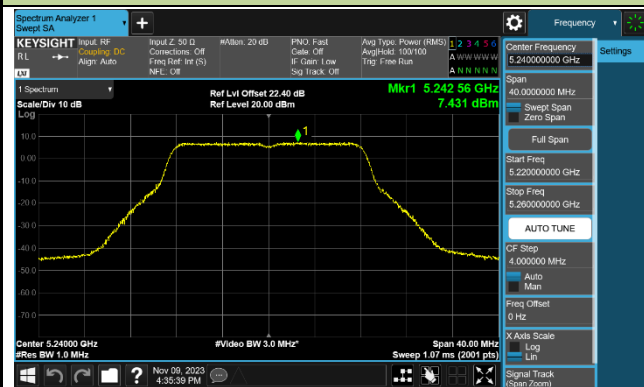 Spectrum Analyzer 1
Swept SA
+
Frequency
KEYSIGHT
RL
LXI
Input: RF
Coupling: DC
Align: Auto
Input Z: 50 Ω
Corrections: Off
Freq Ref: Int (S)
NFE: Off
#Atten: 20 dB
PNO: Fast
Gate: Off
IF Gain: Low
Sig Track: Off
Avg Type: Power (RMS)
Avg|Hold: 100/100
Trig: Free Run
1 2 3 4 5 6
A W W W W W
A N N N N N
1 Spectrum
Scale/Div 10 dB
Log
Ref Lvl Offset 22.40 dB
Ref Level 20.00 dBm
Mkr1 5.242 56 GHz
7.431 dBm
1
10.0
0.00
-10.0
-20.0
-30.0
-40.0
-50.0
-60.0
-70.0
Center 5.24000 GHz
#Res BW 1.0 MHz
#Video BW 3.0 MHz*
Span 40.00 MHz
Sweep 1.07 ms (2001 pts)
Center Frequency
5.240000000 GHz
Settings
Span
40.0000000 MHz
Swept Span
Zero Span
Full Span
Start Freq
5.220000000 GHz
Stop Freq
5.260000000 GHz
AUTO TUNE
CF Step
4.000000 MHz
Auto
Man
Freq Offset
0 Hz
X Axis Scale
Log
Lin
Signal Track
(Span Zoom)
?
Nov 09, 2023
4:35:39 PM